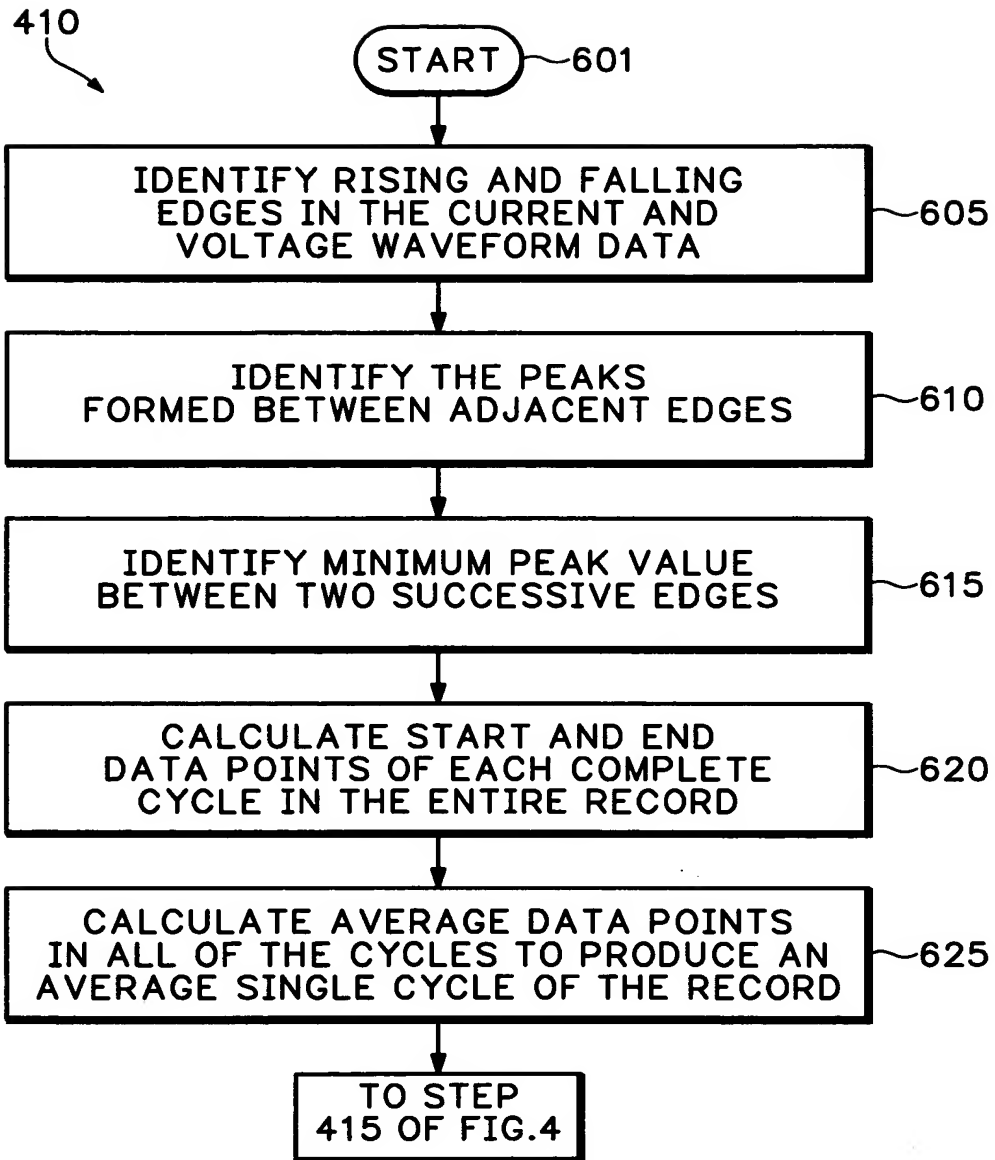 410
START
601
IDENTIFY RISING AND FALLING
EDGES IN THE CURRENT AND
VOLTAGE WAVEFORM DATA
605
IDENTIFY THE PEAKS
FORMED BETWEEN ADJACENT EDGES
610
IDENTIFY MINIMUM PEAK VALUE
BETWEEN TWO SUCCESSIVE EDGES
615
CALCULATE START AND END
DATA POINTS OF EACH COMPLETE
CYCLE IN THE ENTIRE RECORD
620
CALCULATE AVERAGE DATA POINTS
IN ALL OF THE CYCLES TO PRODUCE AN
AVERAGE SINGLE CYCLE OF THE RECORD
625
TO STEP
415 OF FIG.4